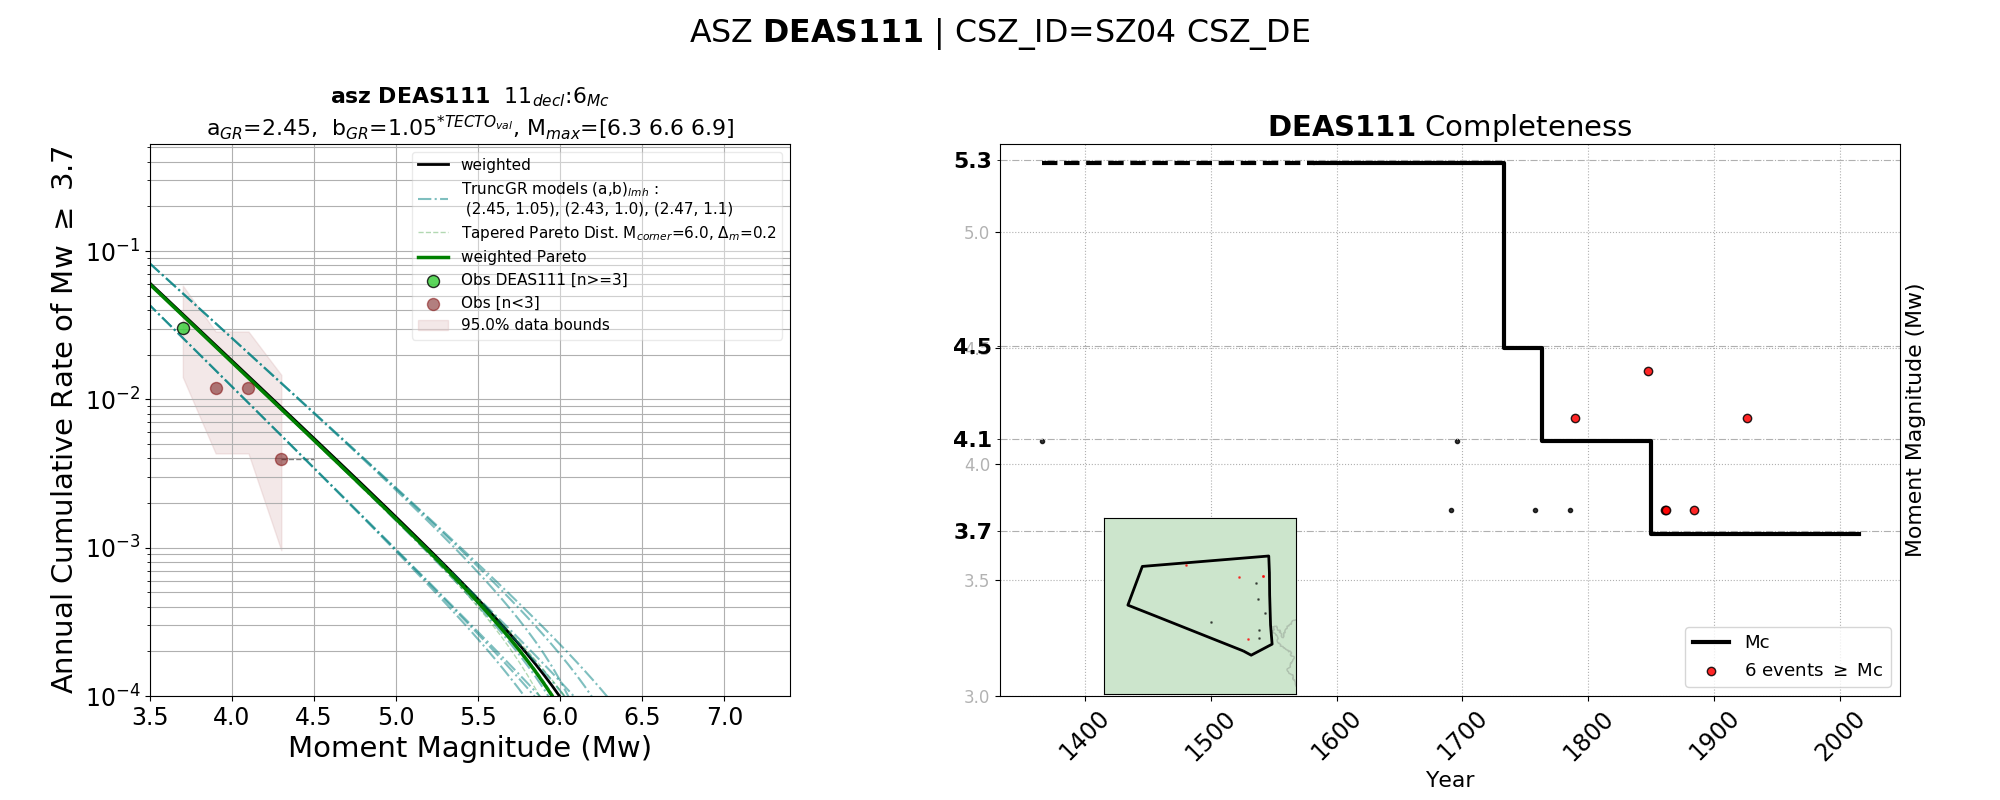 ASZ DEAS111 | CSZ_ID=SZ04 CSZ_DE
asz DEAS111 11decl:6Mc
aGR=2.45, bGR=1.05*TECTOval, Mmax=[6.3 6.6 6.9]
Annual Cumulative Rate of Mw ≥ 3.7
10−1
10−2
10−3
10−4
weighted
TruncGR models (a,b)lmh :
(2.45, 1.05), (2.43, 1.0), (2.47, 1.1)
Tapered Pareto Dist. Mcorner=6.0, Δm=0.2
weighted Pareto
Obs DEAS111 [n>=3]
Obs [n<3]
95.0% data bounds
3.5 4.0 4.5 5.0 5.5 6.0 6.5 7.0
Moment Magnitude (Mw)
DEAS111 Completeness
5.3
5.0
4.5
4.1
4.0
3.7
3.5
3.0
Mc
6 events ≥ Mc
1400 1500 1600 1700 1800 1900 2000
Year
Moment Magnitude (Mw)